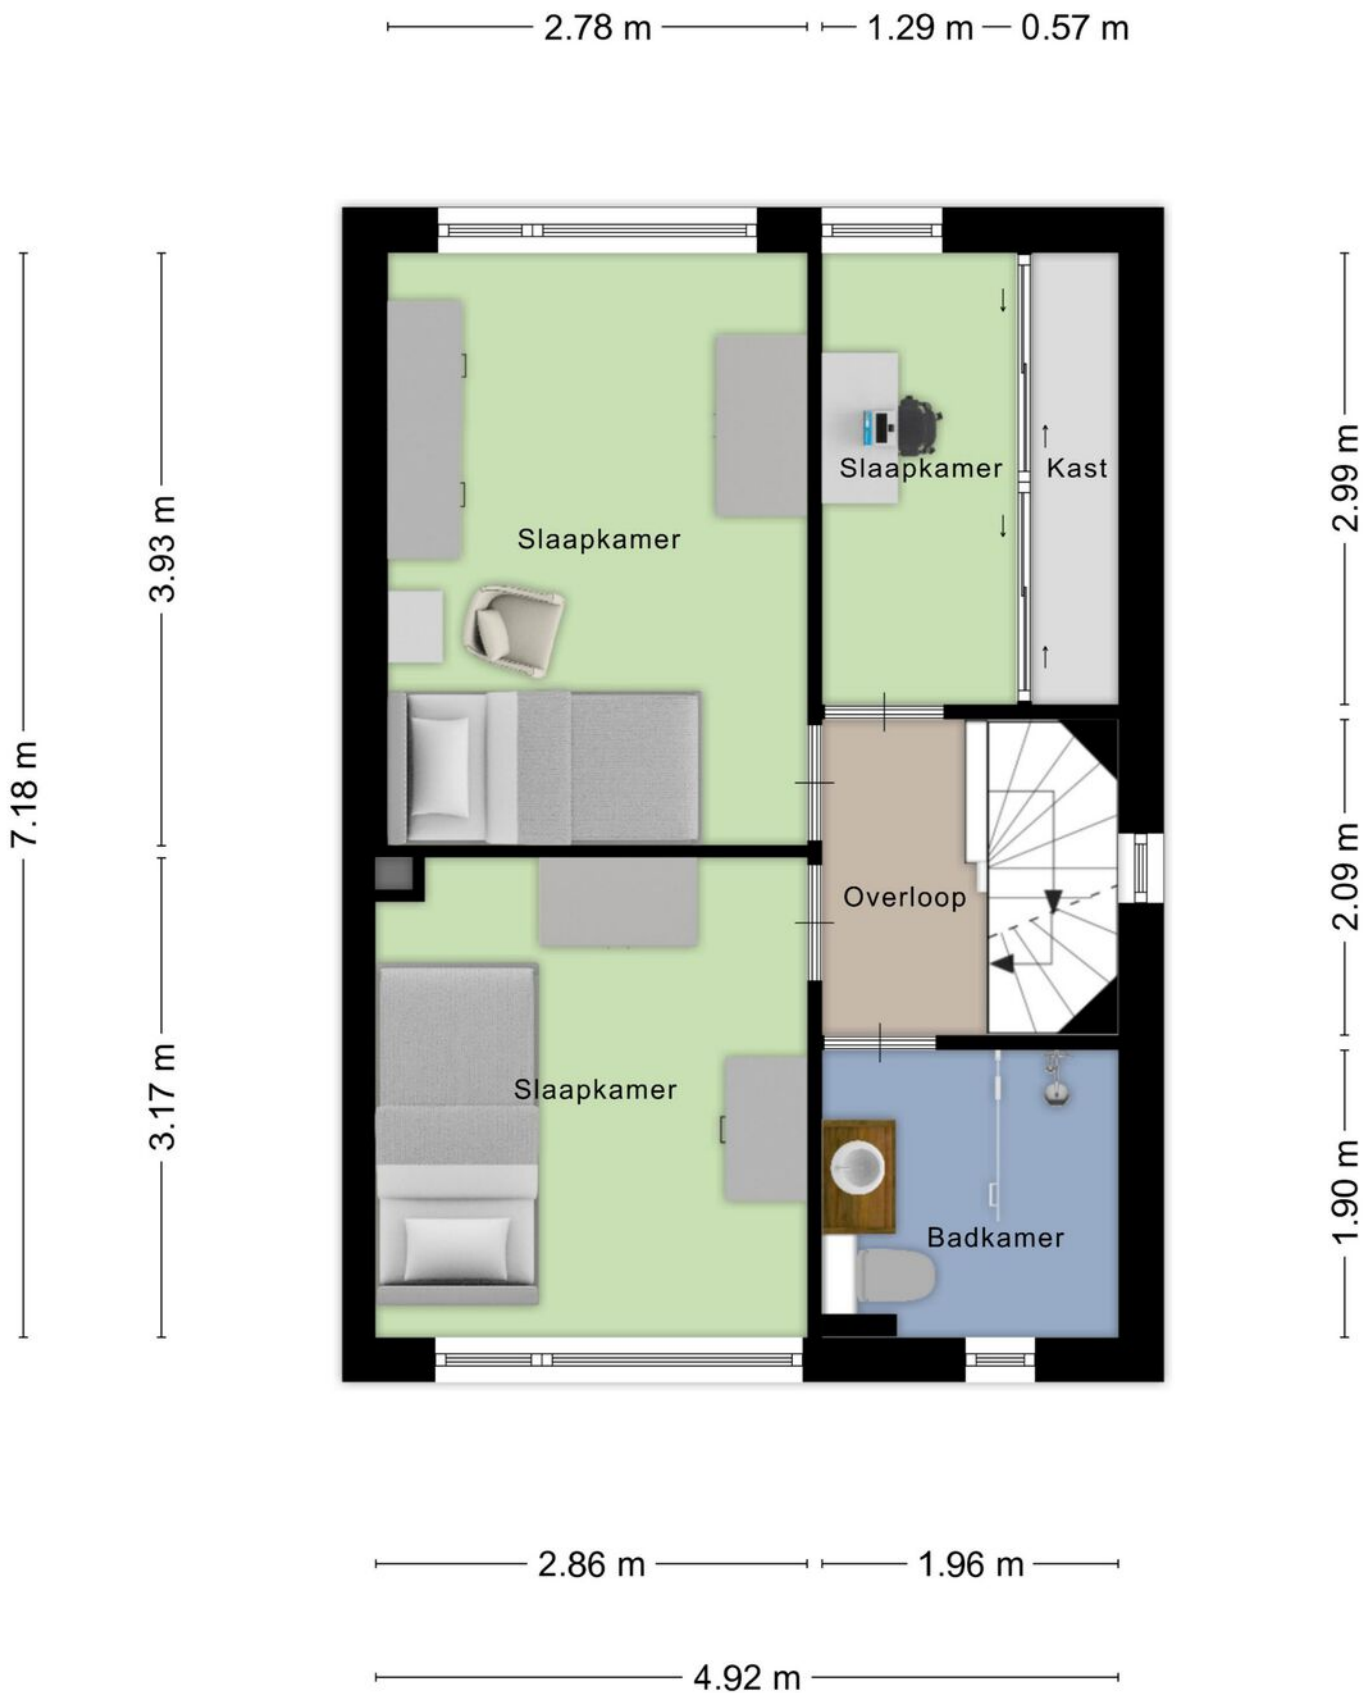 2.78 m
1.29 m
0.57 m
Slaapkamer
Kast
Slaapkamer
2.99 m
3.93 m
7.18 m
Overloop
2.09 m
Slaapkamer
3.17 m
Badkamer
1.90 m
2.86 m
1.96 m
4.92 m